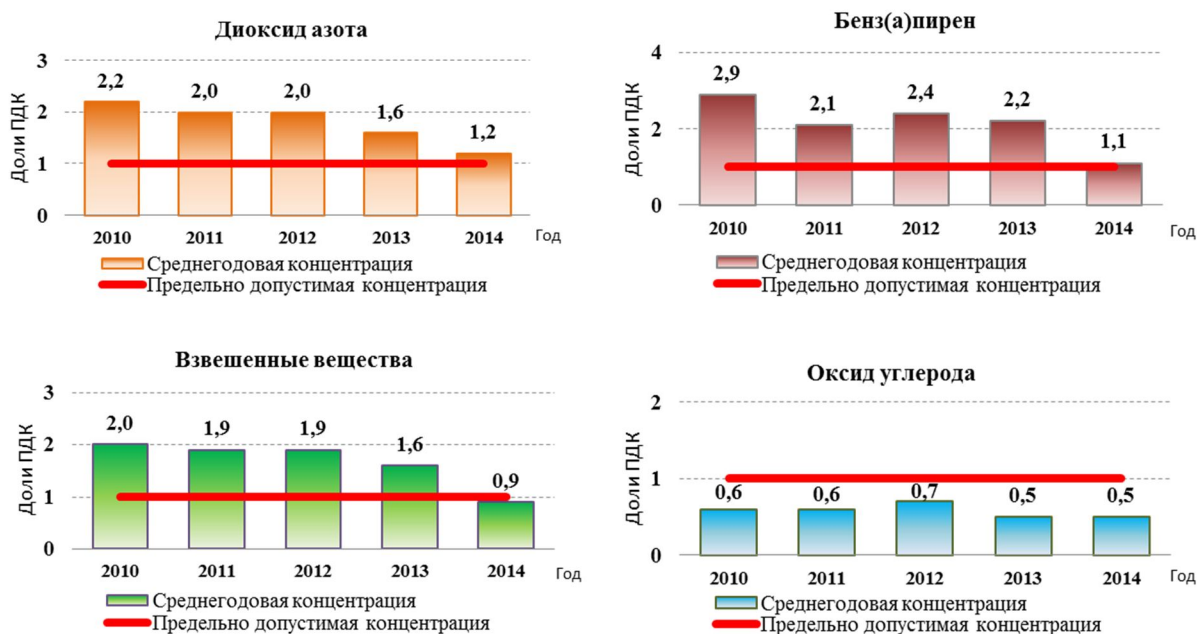 Диоксид азота
Доли ПДК
3
2
1
0
2,2
2,0
2,0
1,6
1,2
2010 2011 2012 2013 2014 Год
Среднегодовая концентрация
Предельно допустимая концентрация
Бенз(а)пирен
Доли ПДК
4
2
0
2,9
2,1
2,4
2,2
1,1
2010 2011 2012 2013 2014 Год
Среднегодовая концентрация
Предельно допустимая концентрация
Взвешенные вещества
Доли ПДК
3
2
1
0
2,0
1,9
1,9
1,6
0,9
2010 2011 2012 2013 2014 Год
Среднегодовая концентрация
Предельно допустимая концентрация
Оксид углерода
Доли ПДК
2
1
0
0,6
0,6
0,7
0,5
0,5
2010 2011 2012 2013 2014 Год
Среднегодовая концентрация
Предельно допустимая концентрация